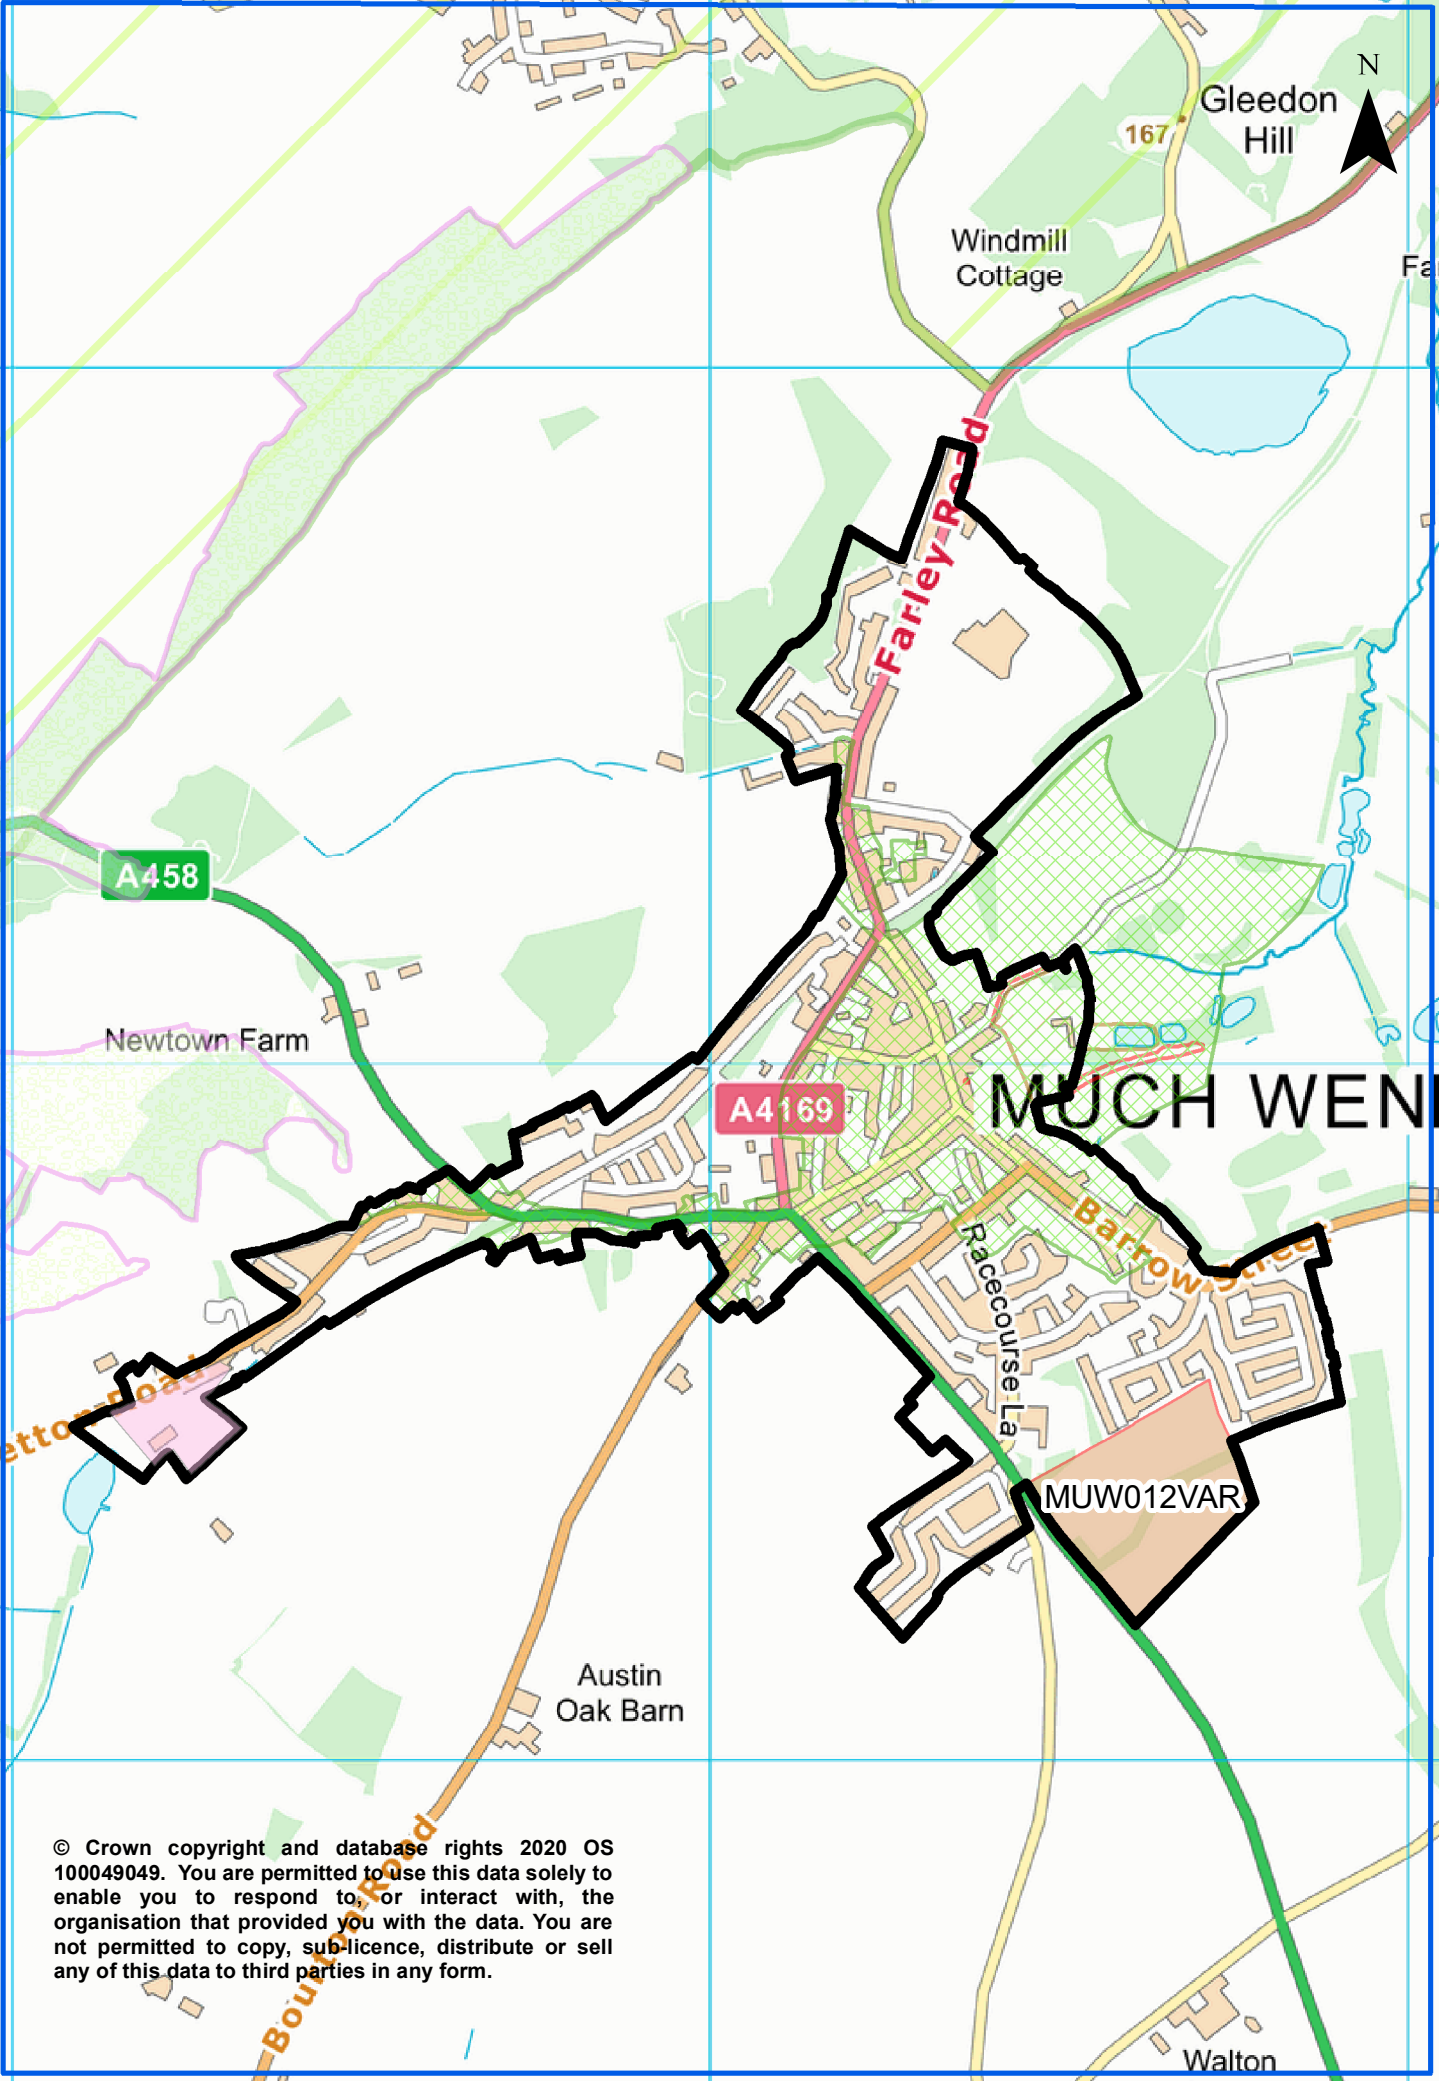 N
Gleedon
Hill
167
Windmill
Cottage
Fa
Farley Road
A458
Newtown Farm
A4169
MUCH WEN
Barrow Street
Racecourse La
etton Road
MUW012VAR
Austin
Oak Barn
Bourton Road
© Crown copyright and database rights 2020 OS
100049049. You are permitted to use this data solely to
enable you to respond to, or interact with, the
organisation that provided you with the data. You are
not permitted to copy, sub-licence, distribute or sell
any of this data to third parties in any form.
Walton